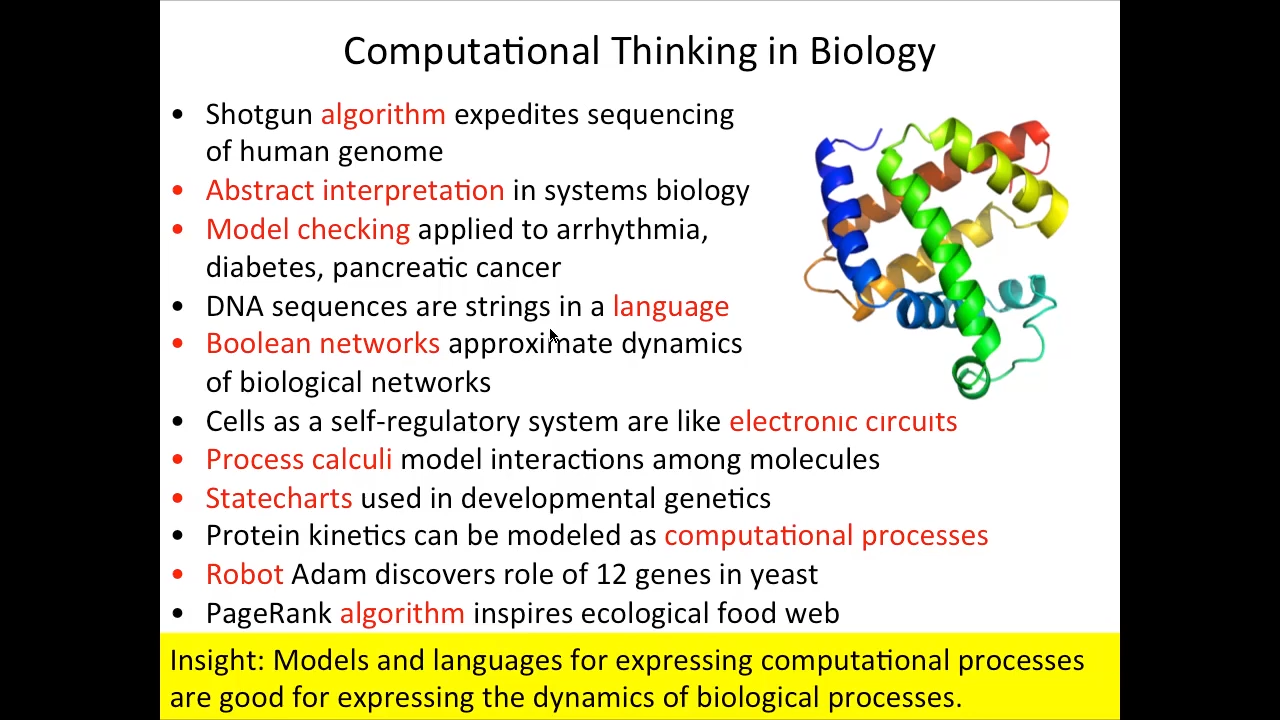 Computational Thinking in Biology
• Shotgun algorithm expedites sequencing
of human genome
• Abstract interpretation in systems biology
• Model checking applied to arrhythmia,
diabetes, pancreatic cancer
• DNA sequences are strings in a language
• Boolean networks approximate dynamics
of biological networks
• Cells as a self-regulatory system are like electronic circuits
• Process calculi model interactions among molecules
• Statecharts used in developmental genetics
• Protein kinetics can be modeled as computational processes
• Robot Adam discovers role of 12 genes in yeast
• PageRank algorithm inspires ecological food web
Insight: Models and languages for expressing computational processes
are good for expressing the dynamics of biological processes.